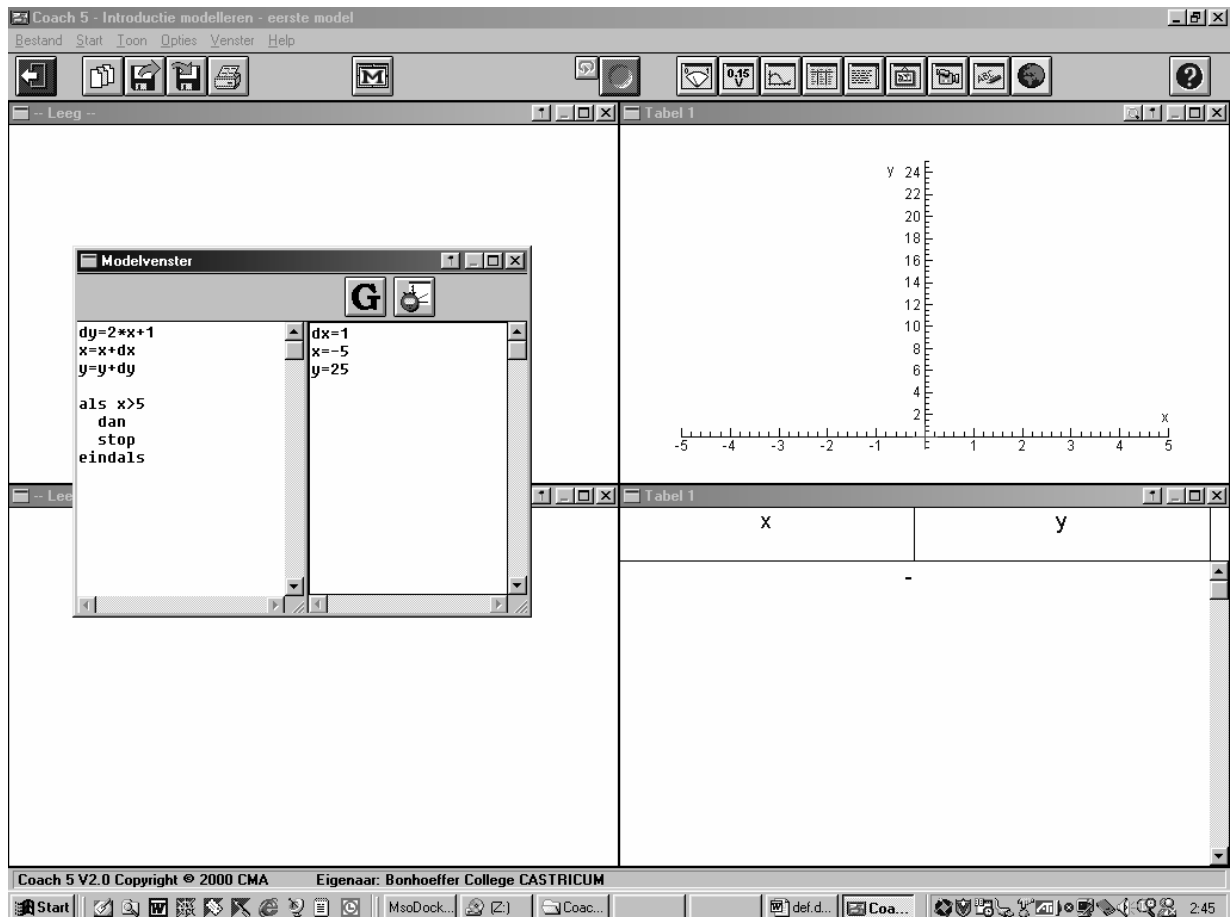 Coach 5 - Introductie modelleren - eerste model
Bestand Start Toon Opties Venster Help
M
0,15
V
?
-- Leeg --
Tabel 1
y 24
22
20
18
16
14
12
10
8
6
4
2
x
-5 -4 -3 -2 -1 1 2 3 4 5
Modelvenster
G
dy=2*x+1
x=x+dx
y=y+dy
als x>5
dan
stop
eindals
dx=1
x=-5
y=25
-- Lee
Tabel 1
x y
-
Coach 5 V2.0 Copyright © 2000 CMA Eigenaar: Bonhoeffer College CASTRICUM
Start W MsoDock... (Z:) Coac... def.d... Coa... 2:45